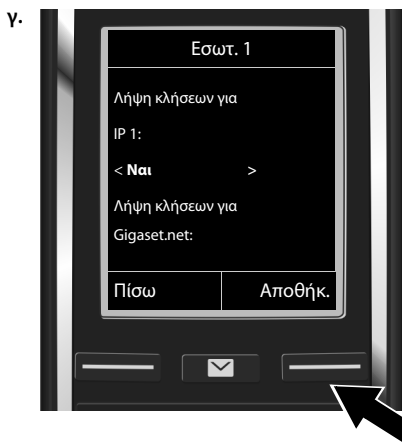 γ.
Εσωτ. 1
Λήψη κλήσεων για
IP 1:
< Ναι >
Λήψη κλήσεων για
Gigaset.net:
Πίσω Αποθήκ.